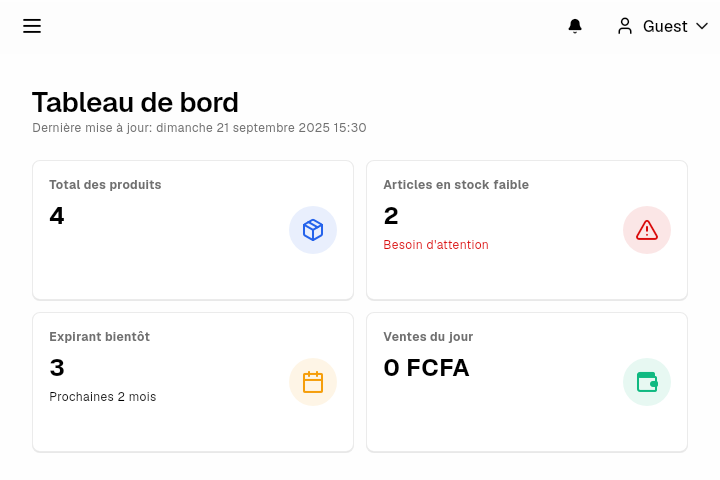 Guest
Tableau de bord
Dernière mise à jour: dimanche 21 septembre 2025 15:30
Total des produits
4
Articles en stock faible
2
Besoin d'attention
Expirant bientôt
3
Prochaines 2 mois
Ventes du jour
0 FCFA